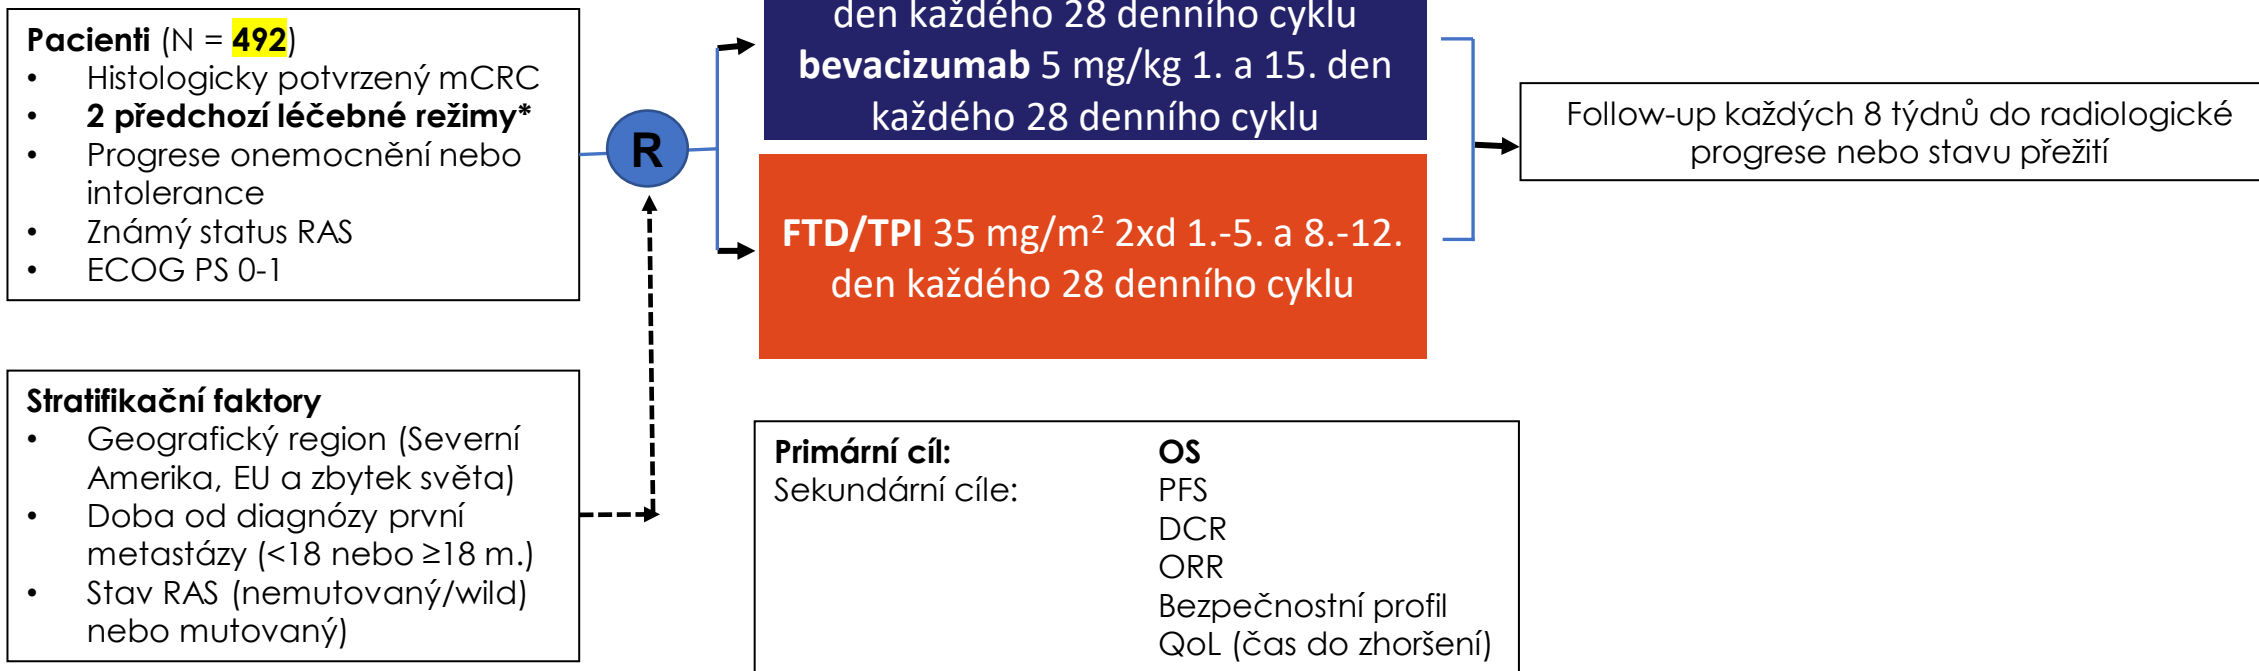 Pacienti (N = 492)
• Histologicky potvrzený mCRC
• 2 předchozí léčebné režimy*
• Progrese onemocnění nebo
intolerance
• Známý status RAS
• ECOG PS 0-1
Stratifikační faktory
• Geografický region (Severní
Amerika, EU a zbytek světa)
• Doba od diagnózy první
metastázy (<18 nebo ≥18 m.)
• Stav RAS (nemutovaný/wild)
nebo mutovaný)
R
den každého 28 denního cyklu
bevacizumab 5 mg/kg 1. a 15. den
každého 28 denního cyklu
FTD/TPI 35 mg/m² 2xd 1.-5. a 8.-12.
den každého 28 denního cyklu
Follow-up každých 8 týdnů do radiologické
progrese nebo stavu přežití
Primární cíl: OS
Sekundární cíle: PFS
DCR
ORR
Bezpečnostní profil
QoL (čas do zhoršení)